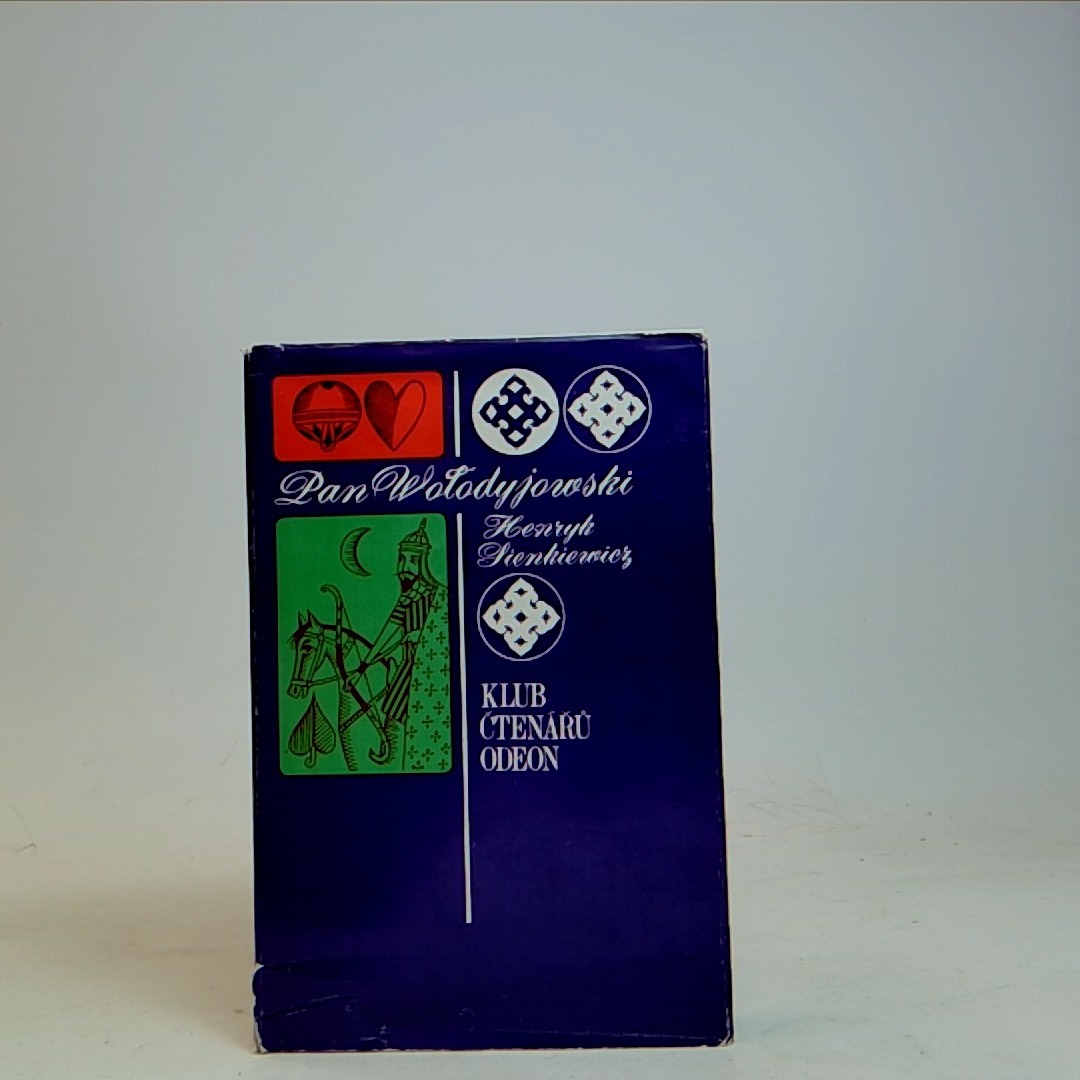 Pan Wołodyjowski
Henryk
Sienkiewicz
KLUB
ČTENÁŘŮ
ODEON